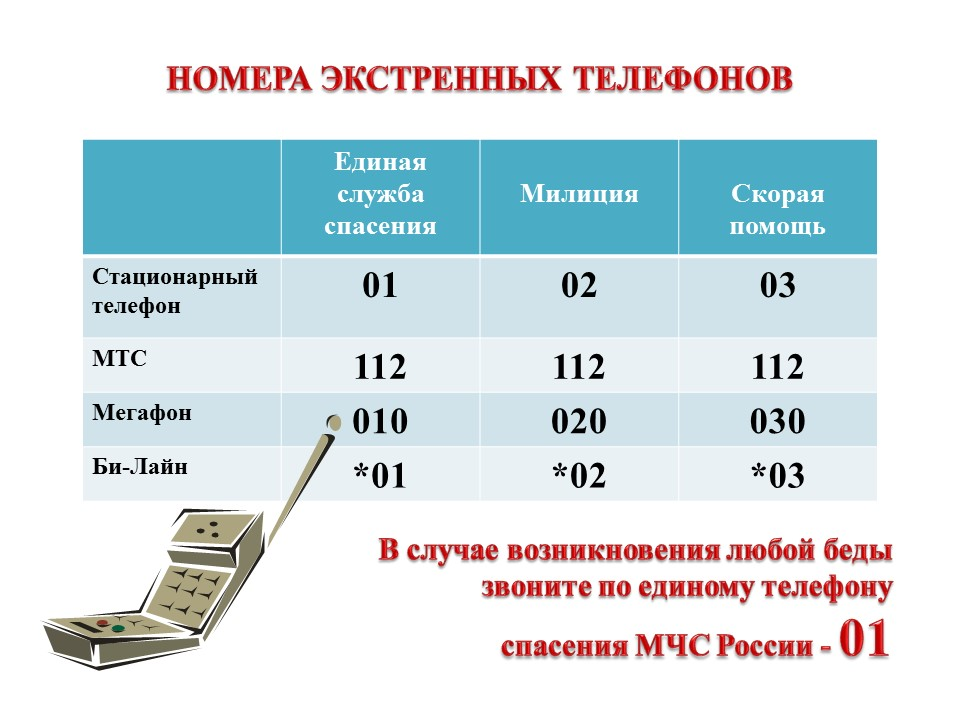 НОМЕРА ЭКСТРЕННЫХ ТЕЛЕФОНОВ
Единая
служба
спасения
Милиция
Скорая
помощь
Стационарный
телефон
01 02 03
МТС 112 112 112
Мегафон 010 020 030
Би-Лайн *01 *02 *03
В случае возникновения любой беды
звоните по единому телефону
спасения МЧС России - 01